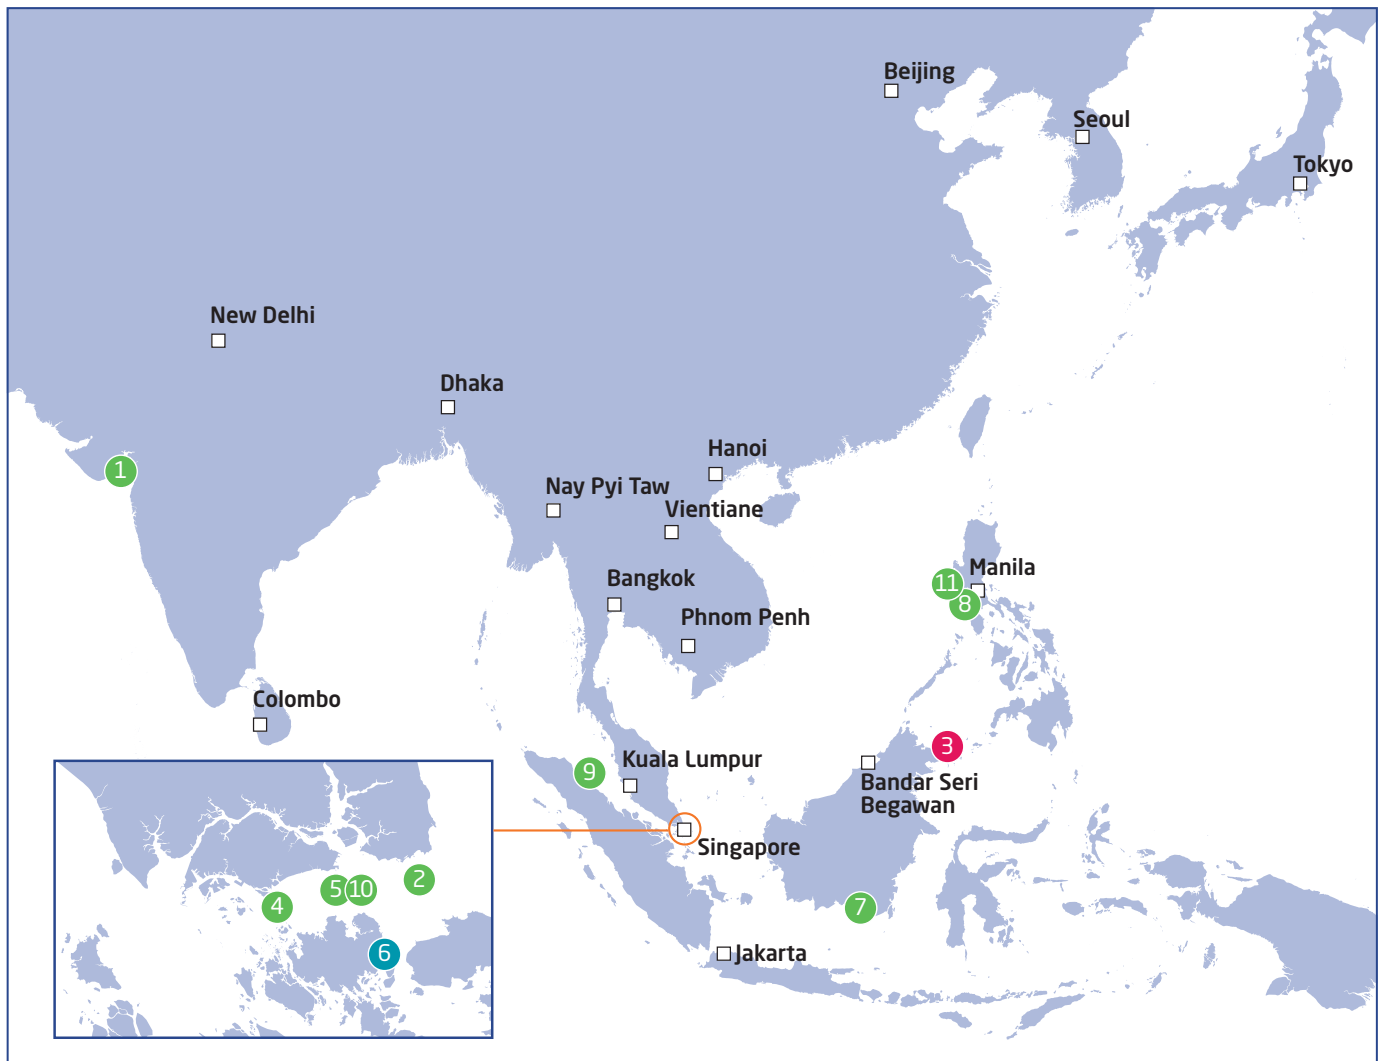 Beijing
Seoul
Tokyo
New Delhi
Dhaka
Hanoi
1
Nay Pyi Taw
Vientiane
Manila
Bangkok
11
8
Phnom Penh
Colombo
3
Kuala Lumpur
9
Bandar Seri
Begawan
Singapore
2
5
10
4
7
6
Jakarta